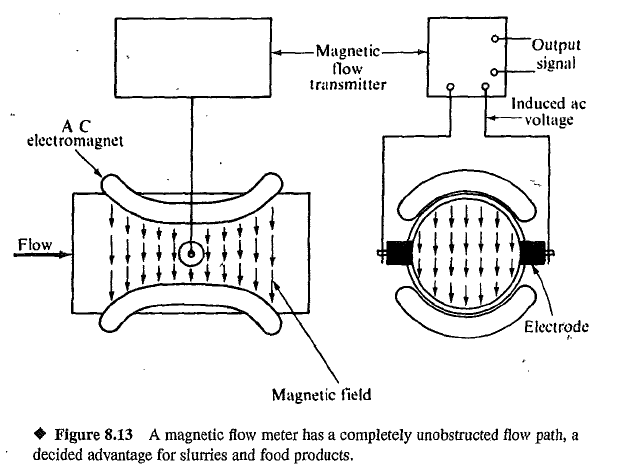 Magnetic
flow
transmitter
Output
signal
Induced ac
voltage
A C
electromagnet
Flow
Electrode
Magnetic field
◆ Figure 8.13 A magnetic flow meter has a completely unobstructed flow path, a
decided advantage for slurries and food products.